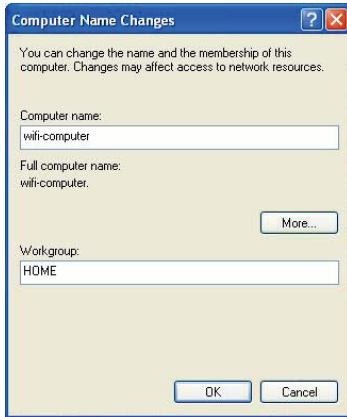 Computer Name Changes
You can change the name and the membership of this
computer. Changes may affect access to network resources.
Computer name:
wifi-computer
Full computer name:
wifi-computer.
More...
Workgroup:
HOME
OK
Cancel